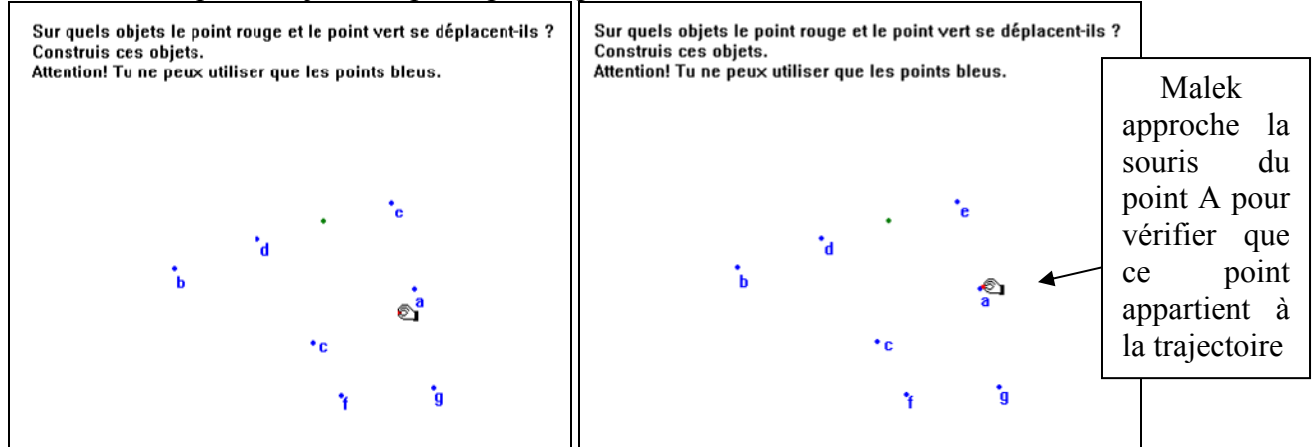 Sur quels objets le point rouge et le point vert se déplacent-ils ?
Construis ces objets.
Attention! Tu ne peux utiliser que les points bleus.
c
d
b
a
c
f
g
Sur quels objets le point rouge et le point vert se déplacent-ils ?
Construis ces objets.
Attention! Tu ne peux utiliser que les points bleus.
e
d
b
a
c
f
g
Malek
approche la
souris du
point A pour
vérifier que
ce point
appartient à
la trajectoire